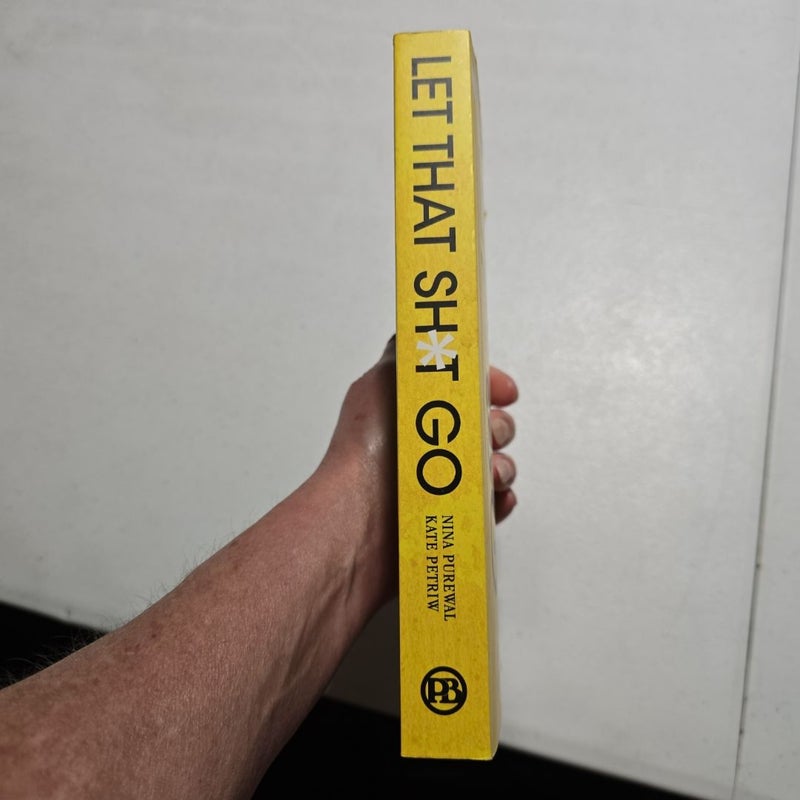 LET THAT SH*T GO
NINA PUREWAL
KATE PETRIW
PB